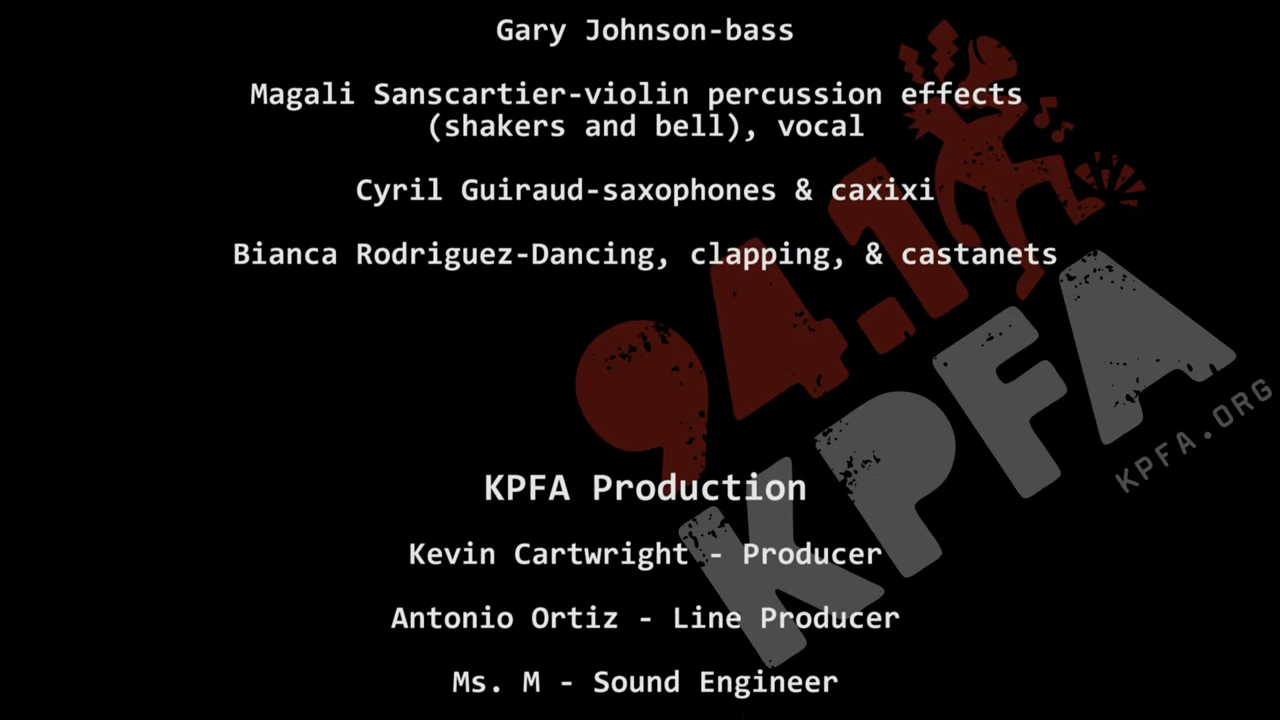 Gary Johnson-bass
Magali Sanscartier-violin percussion effects
(shakers and bell), vocal
Cyril Guiraud-saxophones & caxixi
Bianca Rodriguez-Dancing, clapping, & castanets
94.1
KPFA
KPFA.ORG
KPFA Production
Kevin Cartwright - Producer
Antonio Ortiz - Line Producer
Ms. M - Sound Engineer